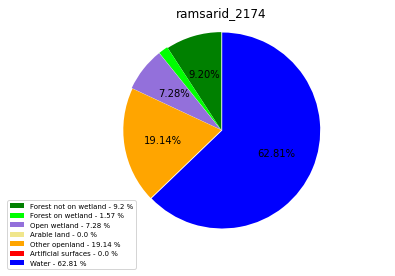 ramsarid_2174
9.20%
7.28%
19.14%
62.81%
Forest not on wetland - 9.2 %
Forest on wetland - 1.57 %
Open wetland - 7.28 %
Arable land - 0.0 %
Other openland - 19.14 %
Artificial surfaces - 0.0 %
Water - 62.81 %